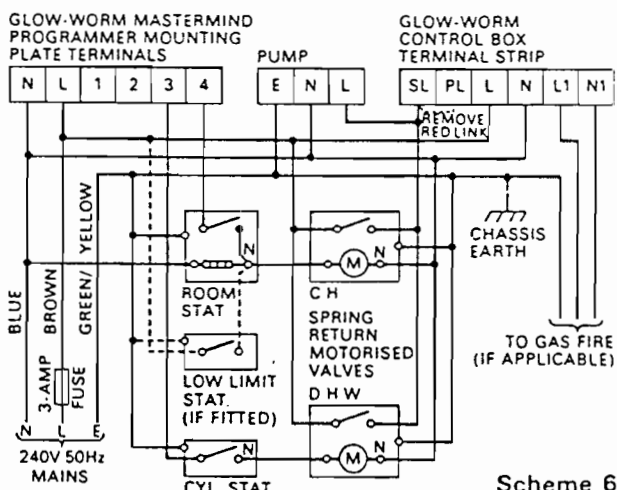 GLOW-WORM MASTERMIND
PROGRAMMER MOUNTING
PLATE TERMINALS
N L 1 2 3 4
PUMP
E N L
GLOW-WORM
CONTROL BOX
TERMINAL STRIP
SL PL L N L1 N1
REMOVE
RED LINK
BLUE
BROWN
GREEN/ YELLOW
3-AMP
FUSE
N L E
240V 50Hz
MAINS
N
ROOM
STAT
LOW LIMIT
STAT.
(IF FITTED)
N
CYL STAT
M N
C H
SPRING
RETURN
MOTORISED
VALVES
D H W
M N
CHASSIS
EARTH
TO GAS FIRE
(IF APPLICABLE)
Scheme 6